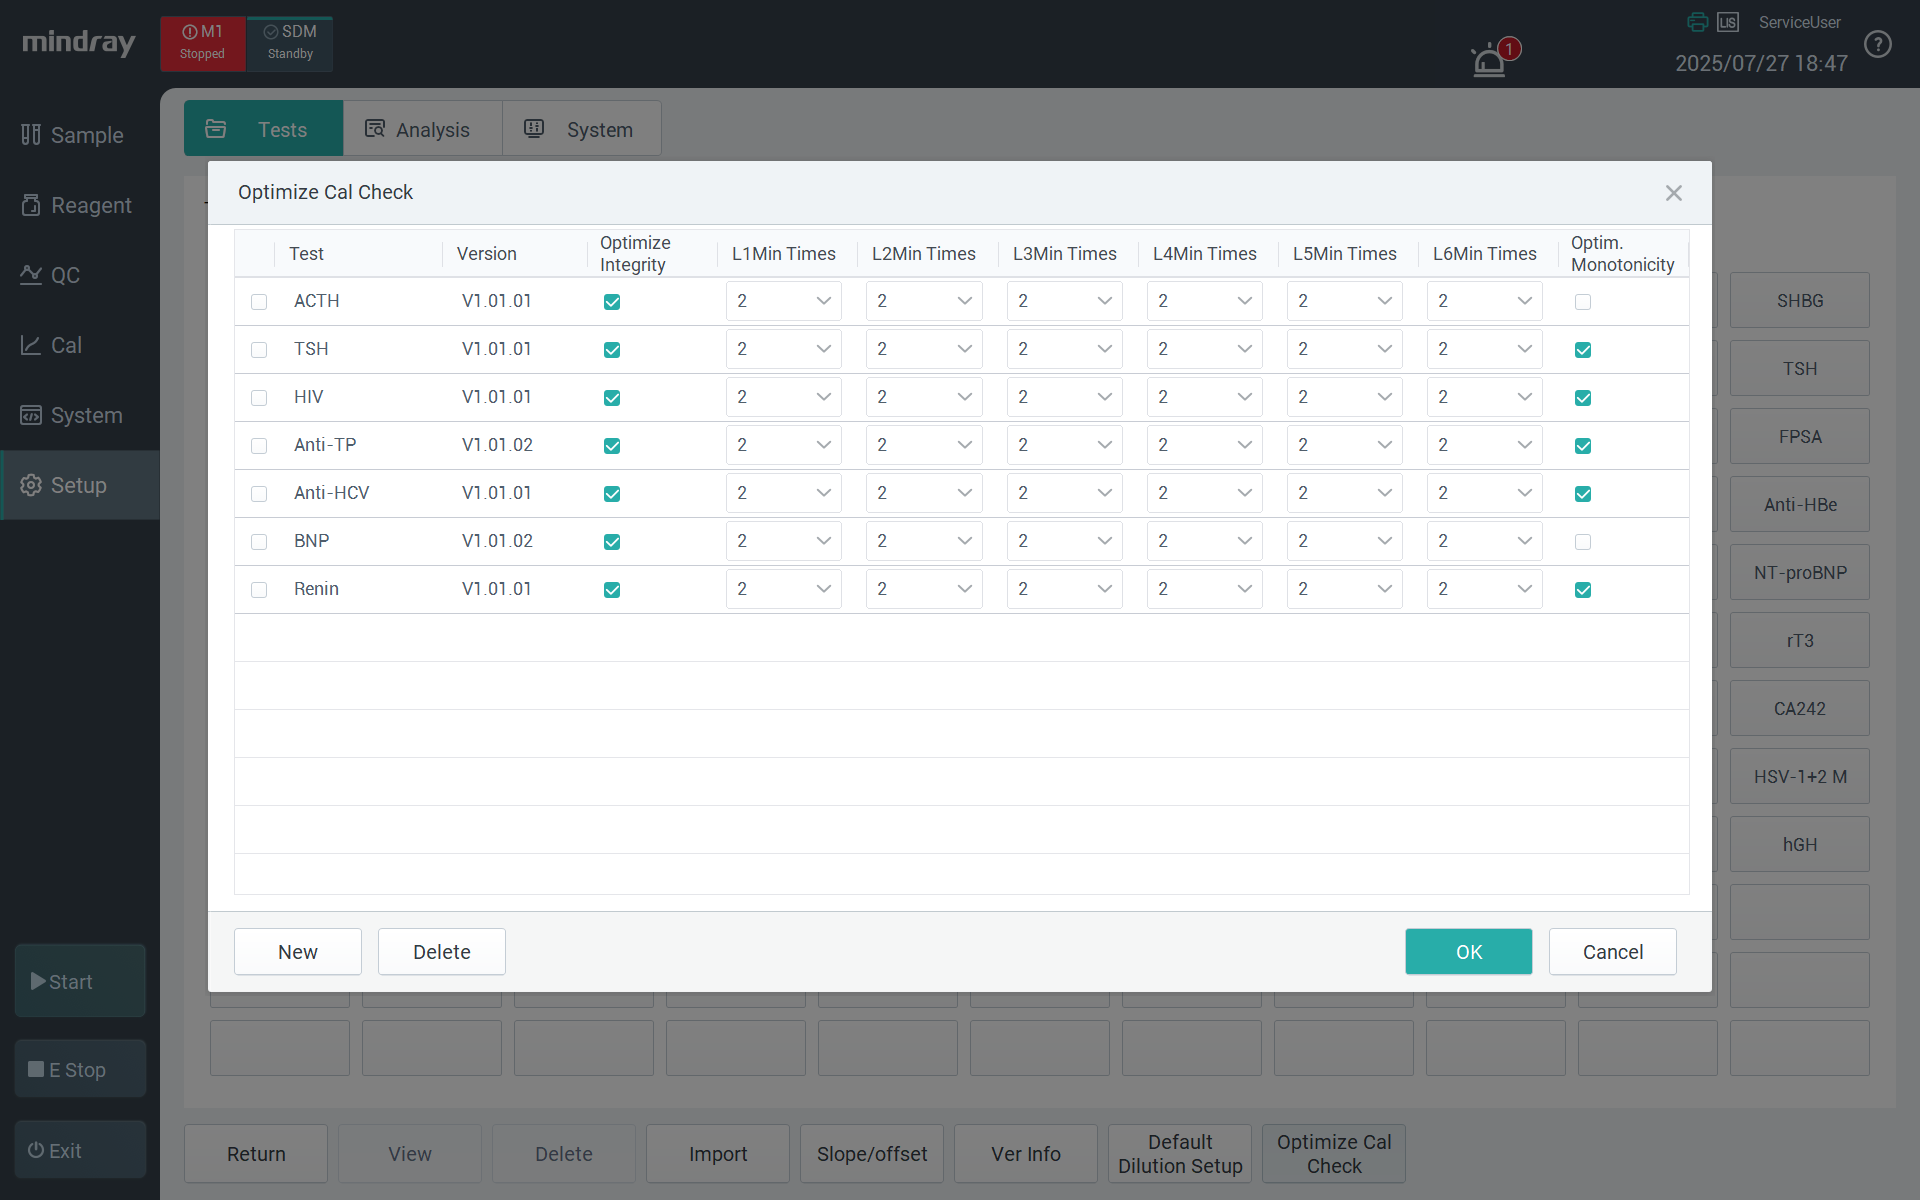 mindray
M1
Stopped
SDM
Standby
1
LIS
ServiceUser
2025/07/27 18:47
?
Sample
Reagent
QC
Cal
System
Setup
Start
E Stop
Exit
Tests
Analysis
System
Optimize Cal Check
Test Version Optimize Integrity L1Min Times L2Min Times L3Min Times L4Min Times L5Min Times L6Min Times Optim. Monotonicity
ACTH V1.01.01 2 2 2 2 2 2
TSH V1.01.01 2 2 2 2 2 2
HIV V1.01.01 2 2 2 2 2 2
Anti-TP V1.01.02 2 2 2 2 2 2
Anti-HCV V1.01.01 2 2 2 2 2 2
BNP V1.01.02 2 2 2 2 2 2
Renin V1.01.01 2 2 2 2 2 2
New
Delete
OK
Cancel
SHBG
TSH
FPSA
Anti-HBe
NT-proBNP
rT3
CA242
HSV-1+2 M
hGH
Return
View
Delete
Import
Slope/offset
Ver Info
Default
Dilution Setup
Optimize Cal
Check